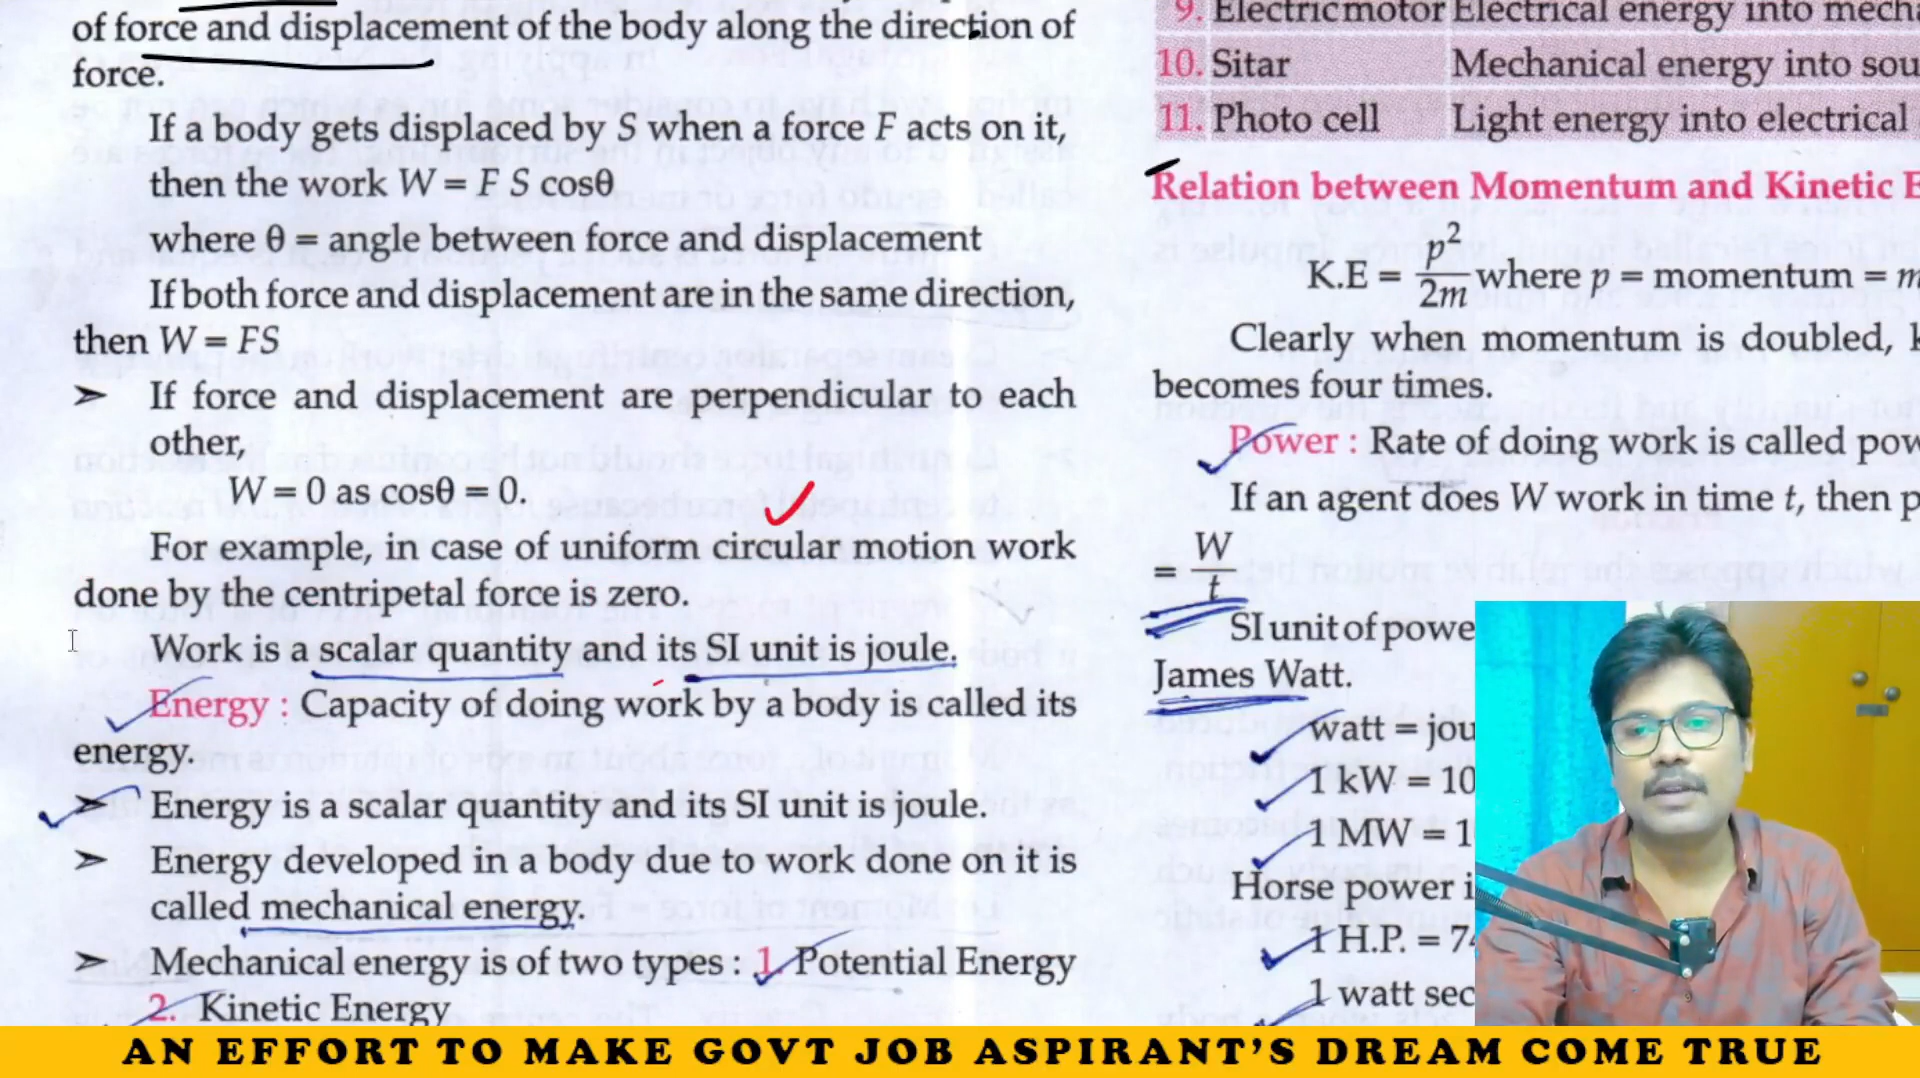 of force and displacement of the body along the direction of
force.
If a body gets displaced by S when a force F acts on it,
then the work W = F S cosθ
where θ = angle between force and displacement
If both force and displacement are in the same direction,
then W = FS
➤ If force and displacement are perpendicular to each
other,
W = 0 as cosθ = 0.
For example, in case of uniform circular motion work
done by the centripetal force is zero.
Work is a scalar quantity and its SI unit is joule.
Energy : Capacity of doing work by a body is called its
energy.
➤ Energy is a scalar quantity and its SI unit is joule.
➤ Energy developed in a body due to work done on it is
called mechanical energy.
➤ Mechanical energy is of two types : 1. Potential Energy
2. Kinetic Energy
9. Electric motor Electrical energy into mecha
10. Sitar Mechanical energy into sou
11. Photo cell Light energy into electrical
Relation between Momentum and Kinetic E
K.E = p²/2m where p = momentum = m
Clearly when momentum is doubled, k
becomes four times.
Power : Rate of doing work is called pow
If an agent does W work in time t, then p
= W/t
SI unit of powe
James Watt.
watt = jou
1 kW = 10
1 MW = 1
Horse power i
1 H.P. = 74
1 watt sec
AN EFFORT TO MAKE GOVT JOB ASPIRANT'S DREAM COME TRUE